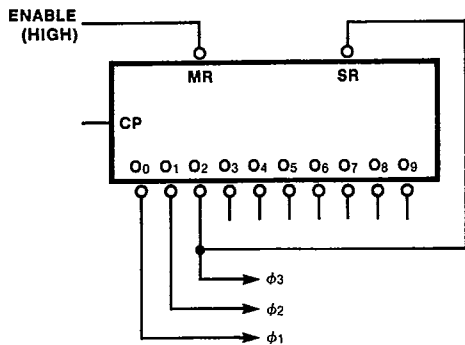 ENABLE
(HIGH)
MR SR
CP
O0 O1 O2 O3 O4 O5 O6 O7 O8 O9
ϕ3
ϕ2
ϕ1